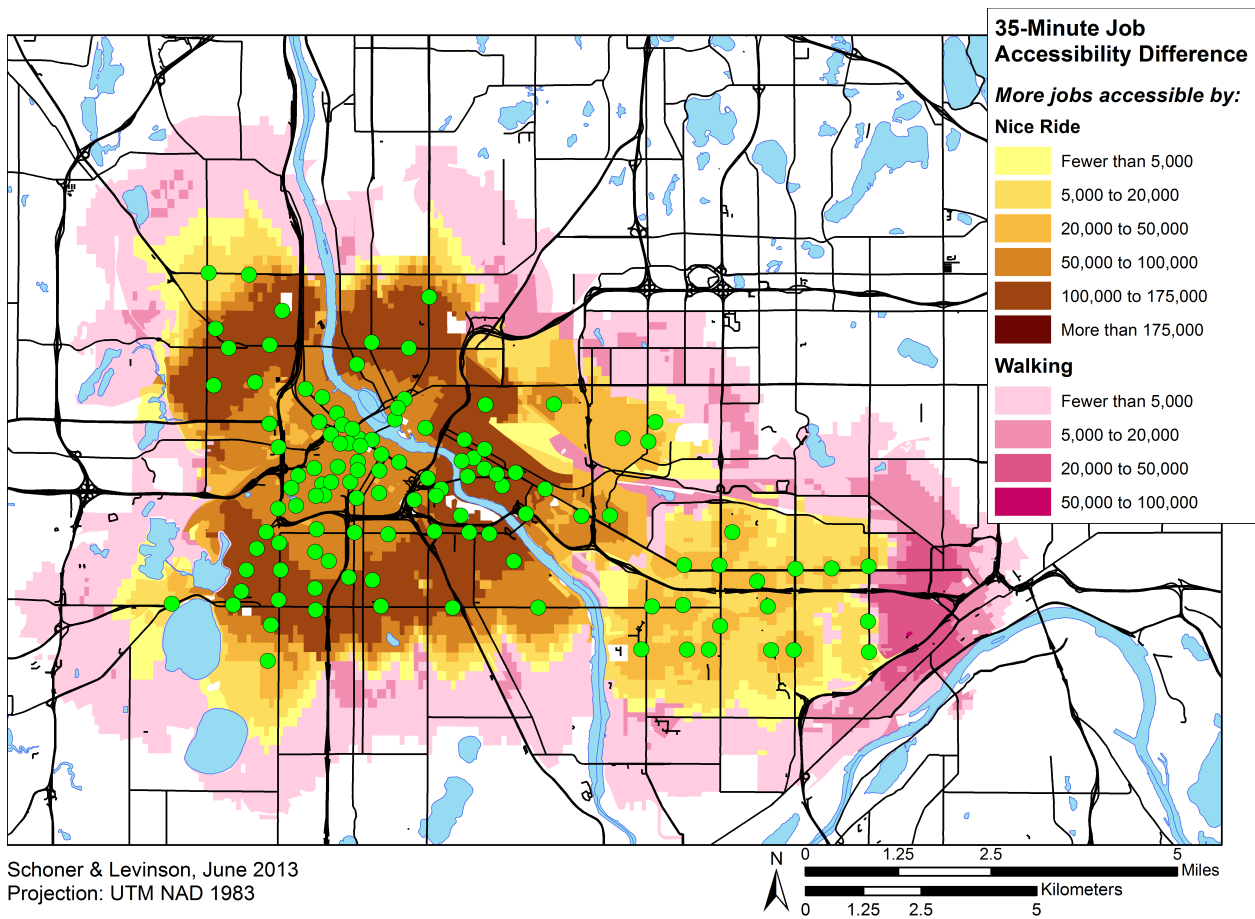 35-Minute Job
Accessibility Difference
More jobs accessible by:
Nice Ride
Fewer than 5,000
5,000 to 20,000
20,000 to 50,000
50,000 to 100,000
100,000 to 175,000
More than 175,000
Walking
Fewer than 5,000
5,000 to 20,000
20,000 to 50,000
50,000 to 100,000
Schoner & Levinson, June 2013
Projection: UTM NAD 1983
N
0 1.25 2.5 5
Miles
Kilometers
0 1.25 2.5 5